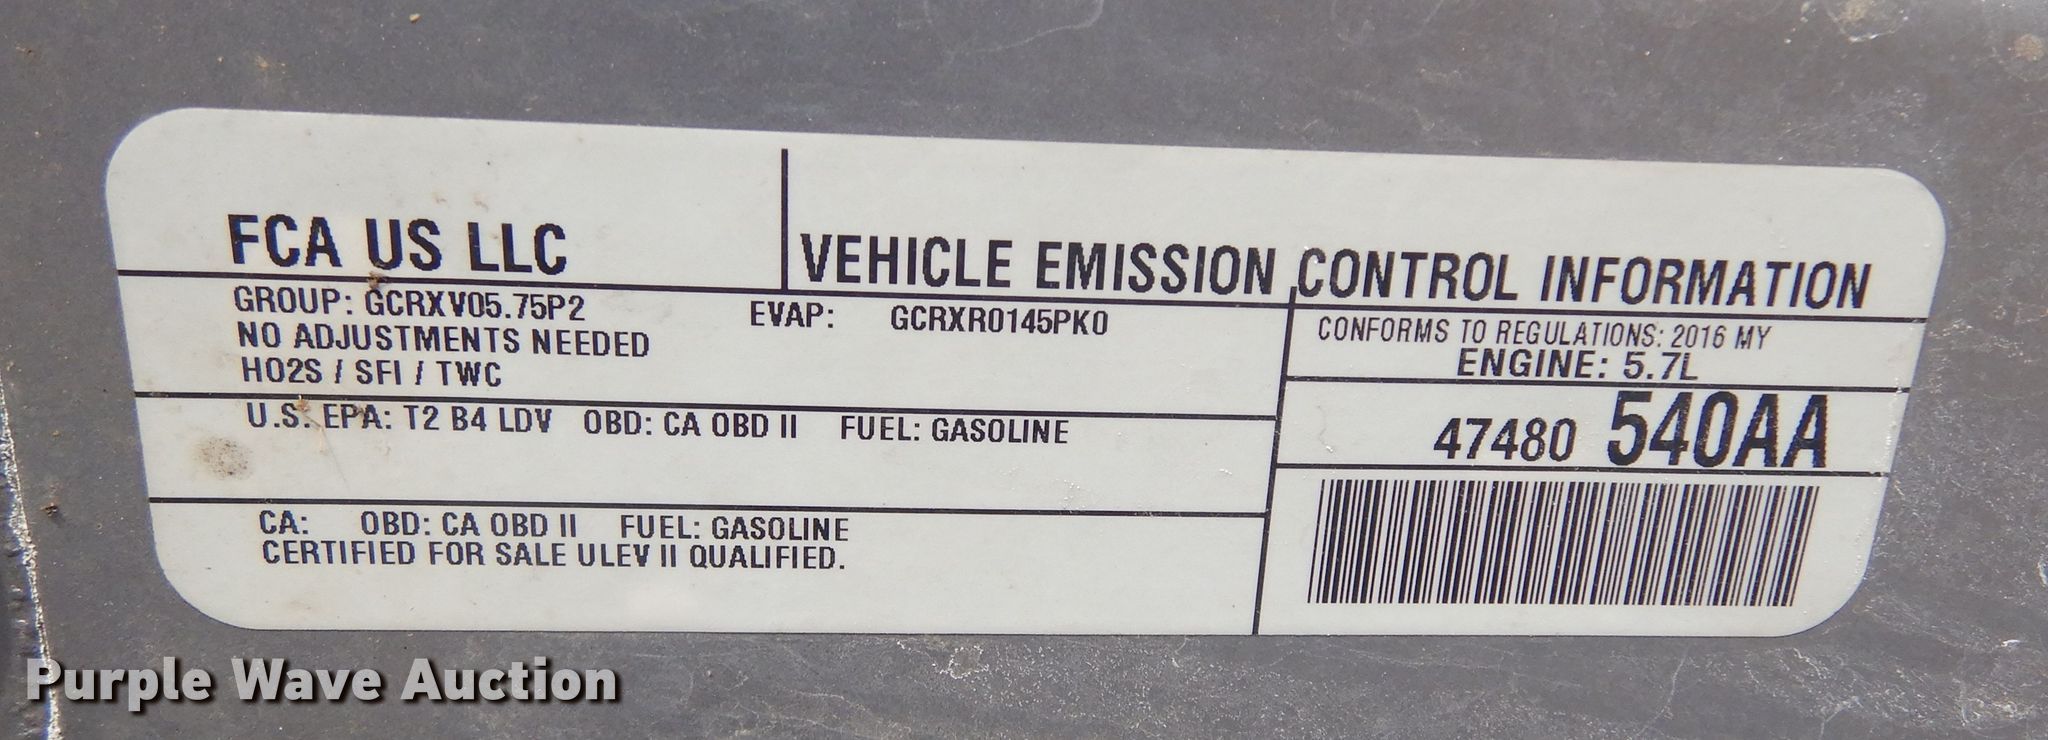 FCA US LLC
VEHICLE EMISSION CONTROL INFORMATION
GROUP: GCRXV05.75P2 EVAP: GCRXR0145PK0
NO ADJUSTMENTS NEEDED
HO2S / SFI / TWC
CONFORMS TO REGULATIONS: 2016 MY
ENGINE: 5.7L
U.S. EPA: T2 B4 LDV OBD: CA OBD II FUEL: GASOLINE
47480 540AA
CA: OBD: CA OBD II FUEL: GASOLINE
CERTIFIED FOR SALE ULEV II QUALIFIED.
Purple Wave Auction